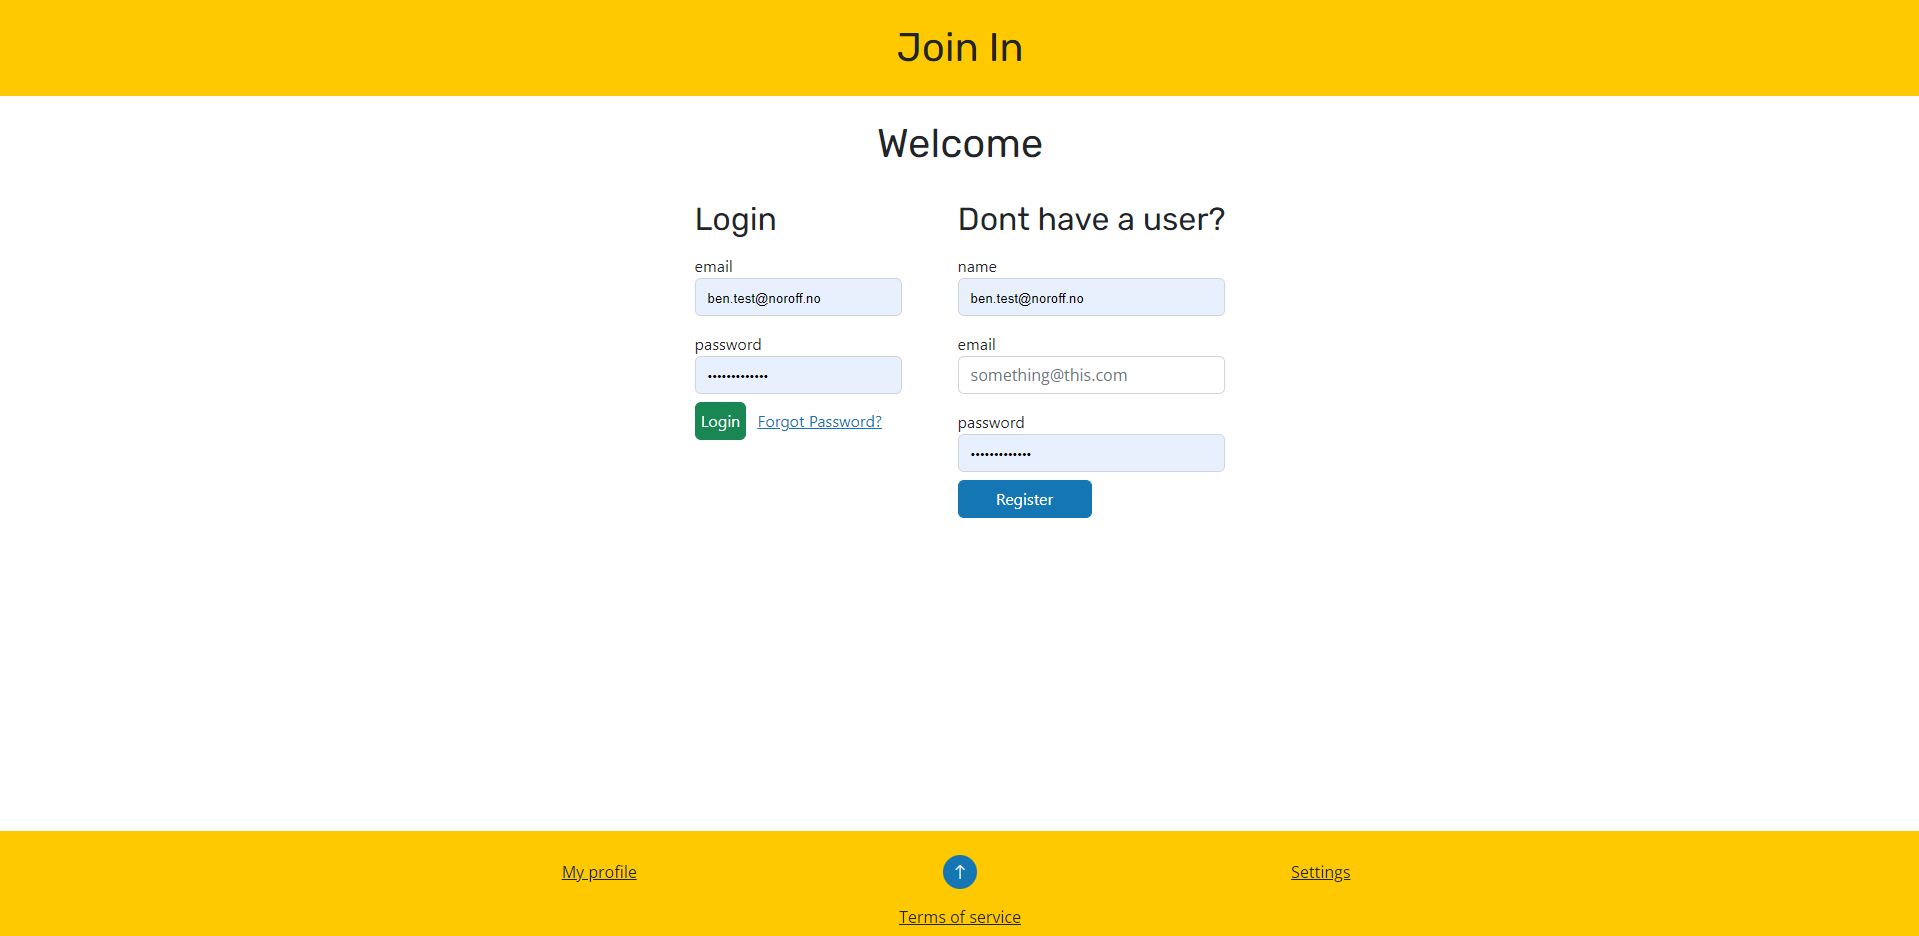 Join In
Welcome
Login
email
ben.test@noroff.no
password
•••••••••••••
Login Forgot Password?
Dont have a user?
name
ben.test@noroff.no
email
something@this.com
password
•••••••••••••
Register
My profile
↑
Settings
Terms of service